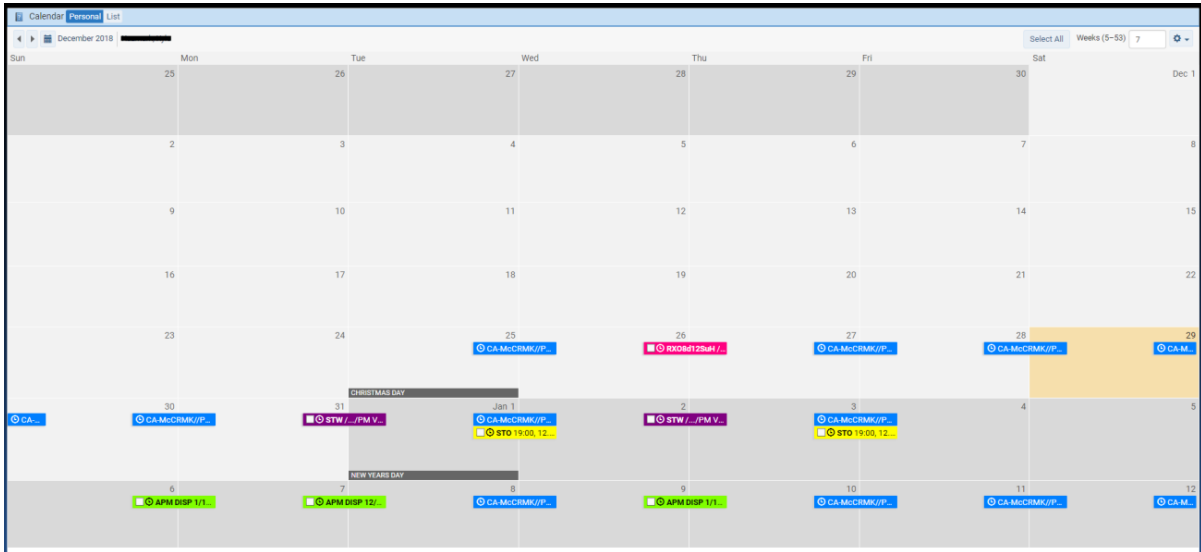 Calendar Personal List
December 2018 Select All Weeks (5–53) 7
Sun Mon Tue Wed Thu Fri Sat
25 26 27 28 29 30 Dec 1
2 3 4 5 6 7 8
9 10 11 12 13 14 15
16 17 18 19 20 21 22
23 24 25 26 27 28 29
CA-McCRMK//P... RXO8d12SuH /... CA-McCRMK//P... CA-McCRMK//P... CA-M...
CHRISTMAS DAY
30 31 Jan 1 2 3 4 5
CA-... CA-McCRMK//P... STW /.../PM V... CA-McCRMK//P... STW /.../PM V... CA-McCRMK//P...
STO 19:00, 12.... STO 19:00, 12....
NEW YEARS DAY
6 7 8 9 10 11 12
APM DISP 1/1... APM DISP 12/... CA-McCRMK//P... APM DISP 1/1... CA-McCRMK//P... CA-McCRMK//P... CA-M...